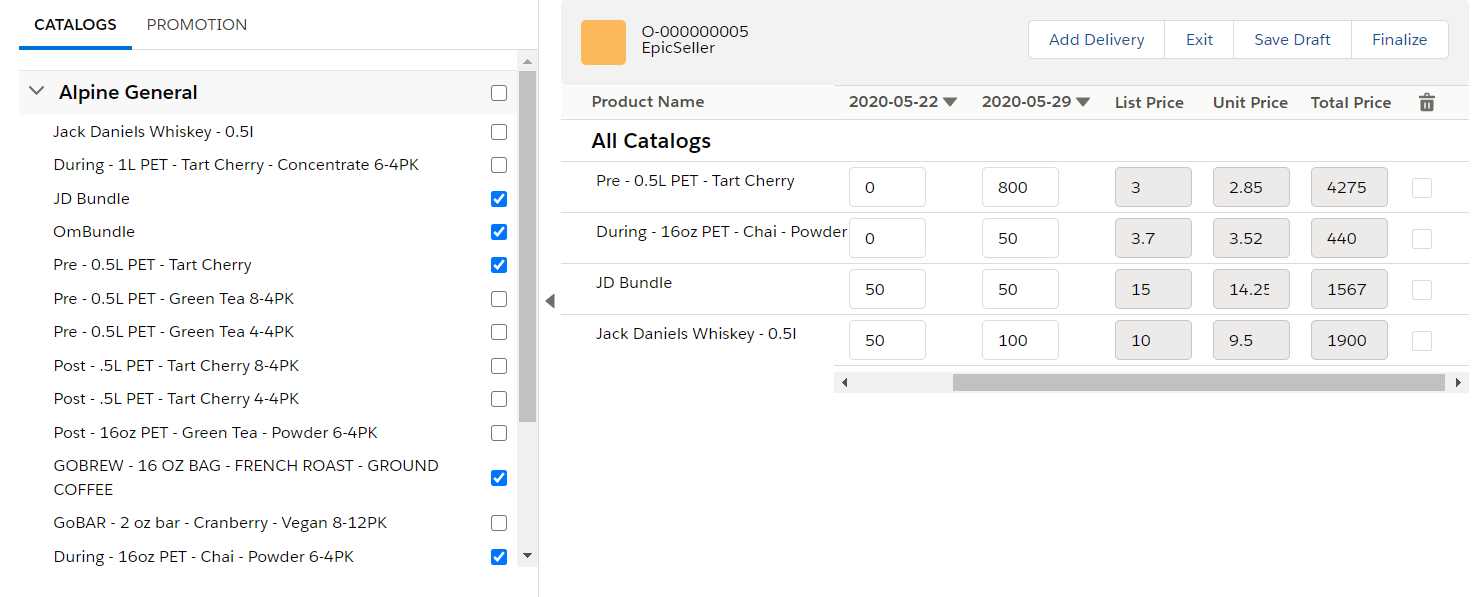 CATALOGS PROMOTION
Alpine General
Jack Daniels Whiskey - 0.5l
During - 1L PET - Tart Cherry - Concentrate 6-4PK
JD Bundle
OmBundle
Pre - 0.5L PET - Tart Cherry
Pre - 0.5L PET - Green Tea 8-4PK
Pre - 0.5L PET - Green Tea 4-4PK
Post - .5L PET - Tart Cherry 8-4PK
Post - .5L PET - Tart Cherry 4-4PK
Post - 16oz PET - Green Tea - Powder 6-4PK
GOBREW - 16 OZ BAG - FRENCH ROAST - GROUND
COFFEE
GoBAR - 2 oz bar - Cranberry - Vegan 8-12PK
During - 16oz PET - Chai - Powder 6-4PK
O-000000005
EpicSeller
Add Delivery Exit Save Draft Finalize
Product Name 2020-05-22 2020-05-29 List Price Unit Price Total Price
All Catalogs
Pre - 0.5L PET - Tart Cherry 0 800 3 2.85 4275
During - 16oz PET - Chai - Powder 0 50 3.7 3.52 440
JD Bundle 50 50 15 14.25 1567
Jack Daniels Whiskey - 0.5l 50 100 10 9.5 1900